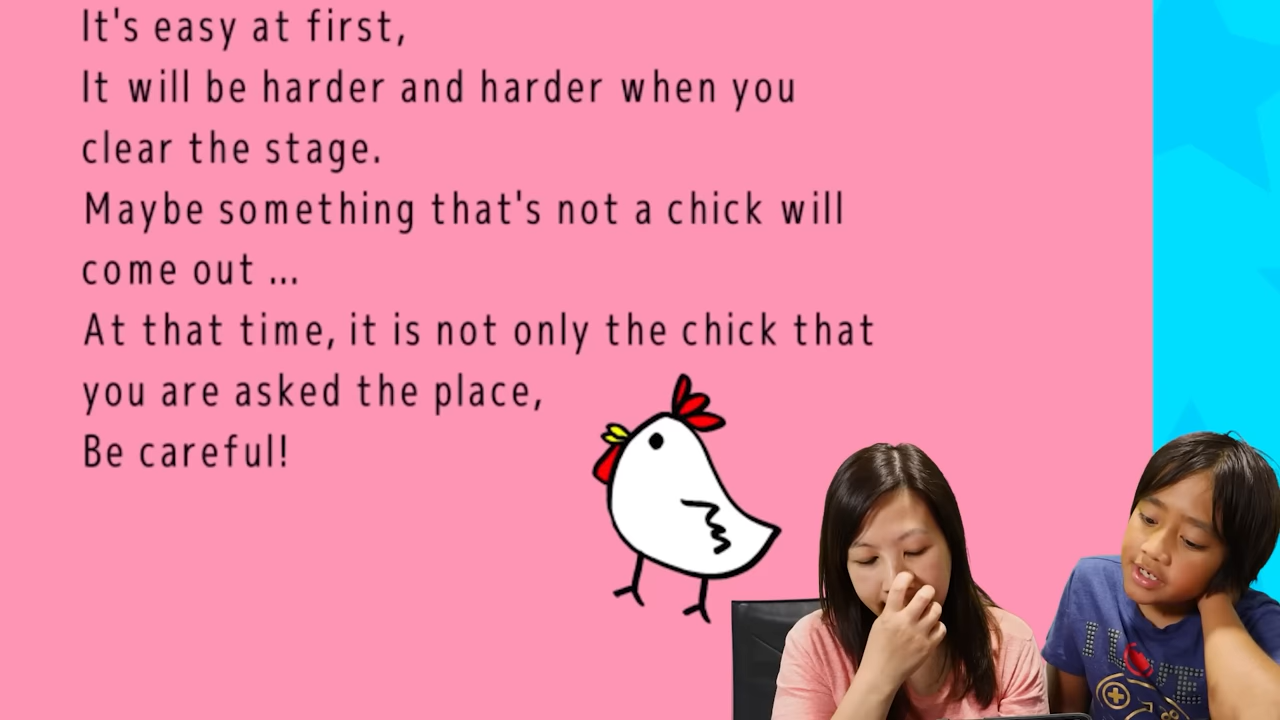 It's easy at first,
It will be harder and harder when you
clear the stage.
Maybe something that's not a chick will
come out ...
At that time, it is not only the chick that
you are asked the place,
Be careful!
I LOVE